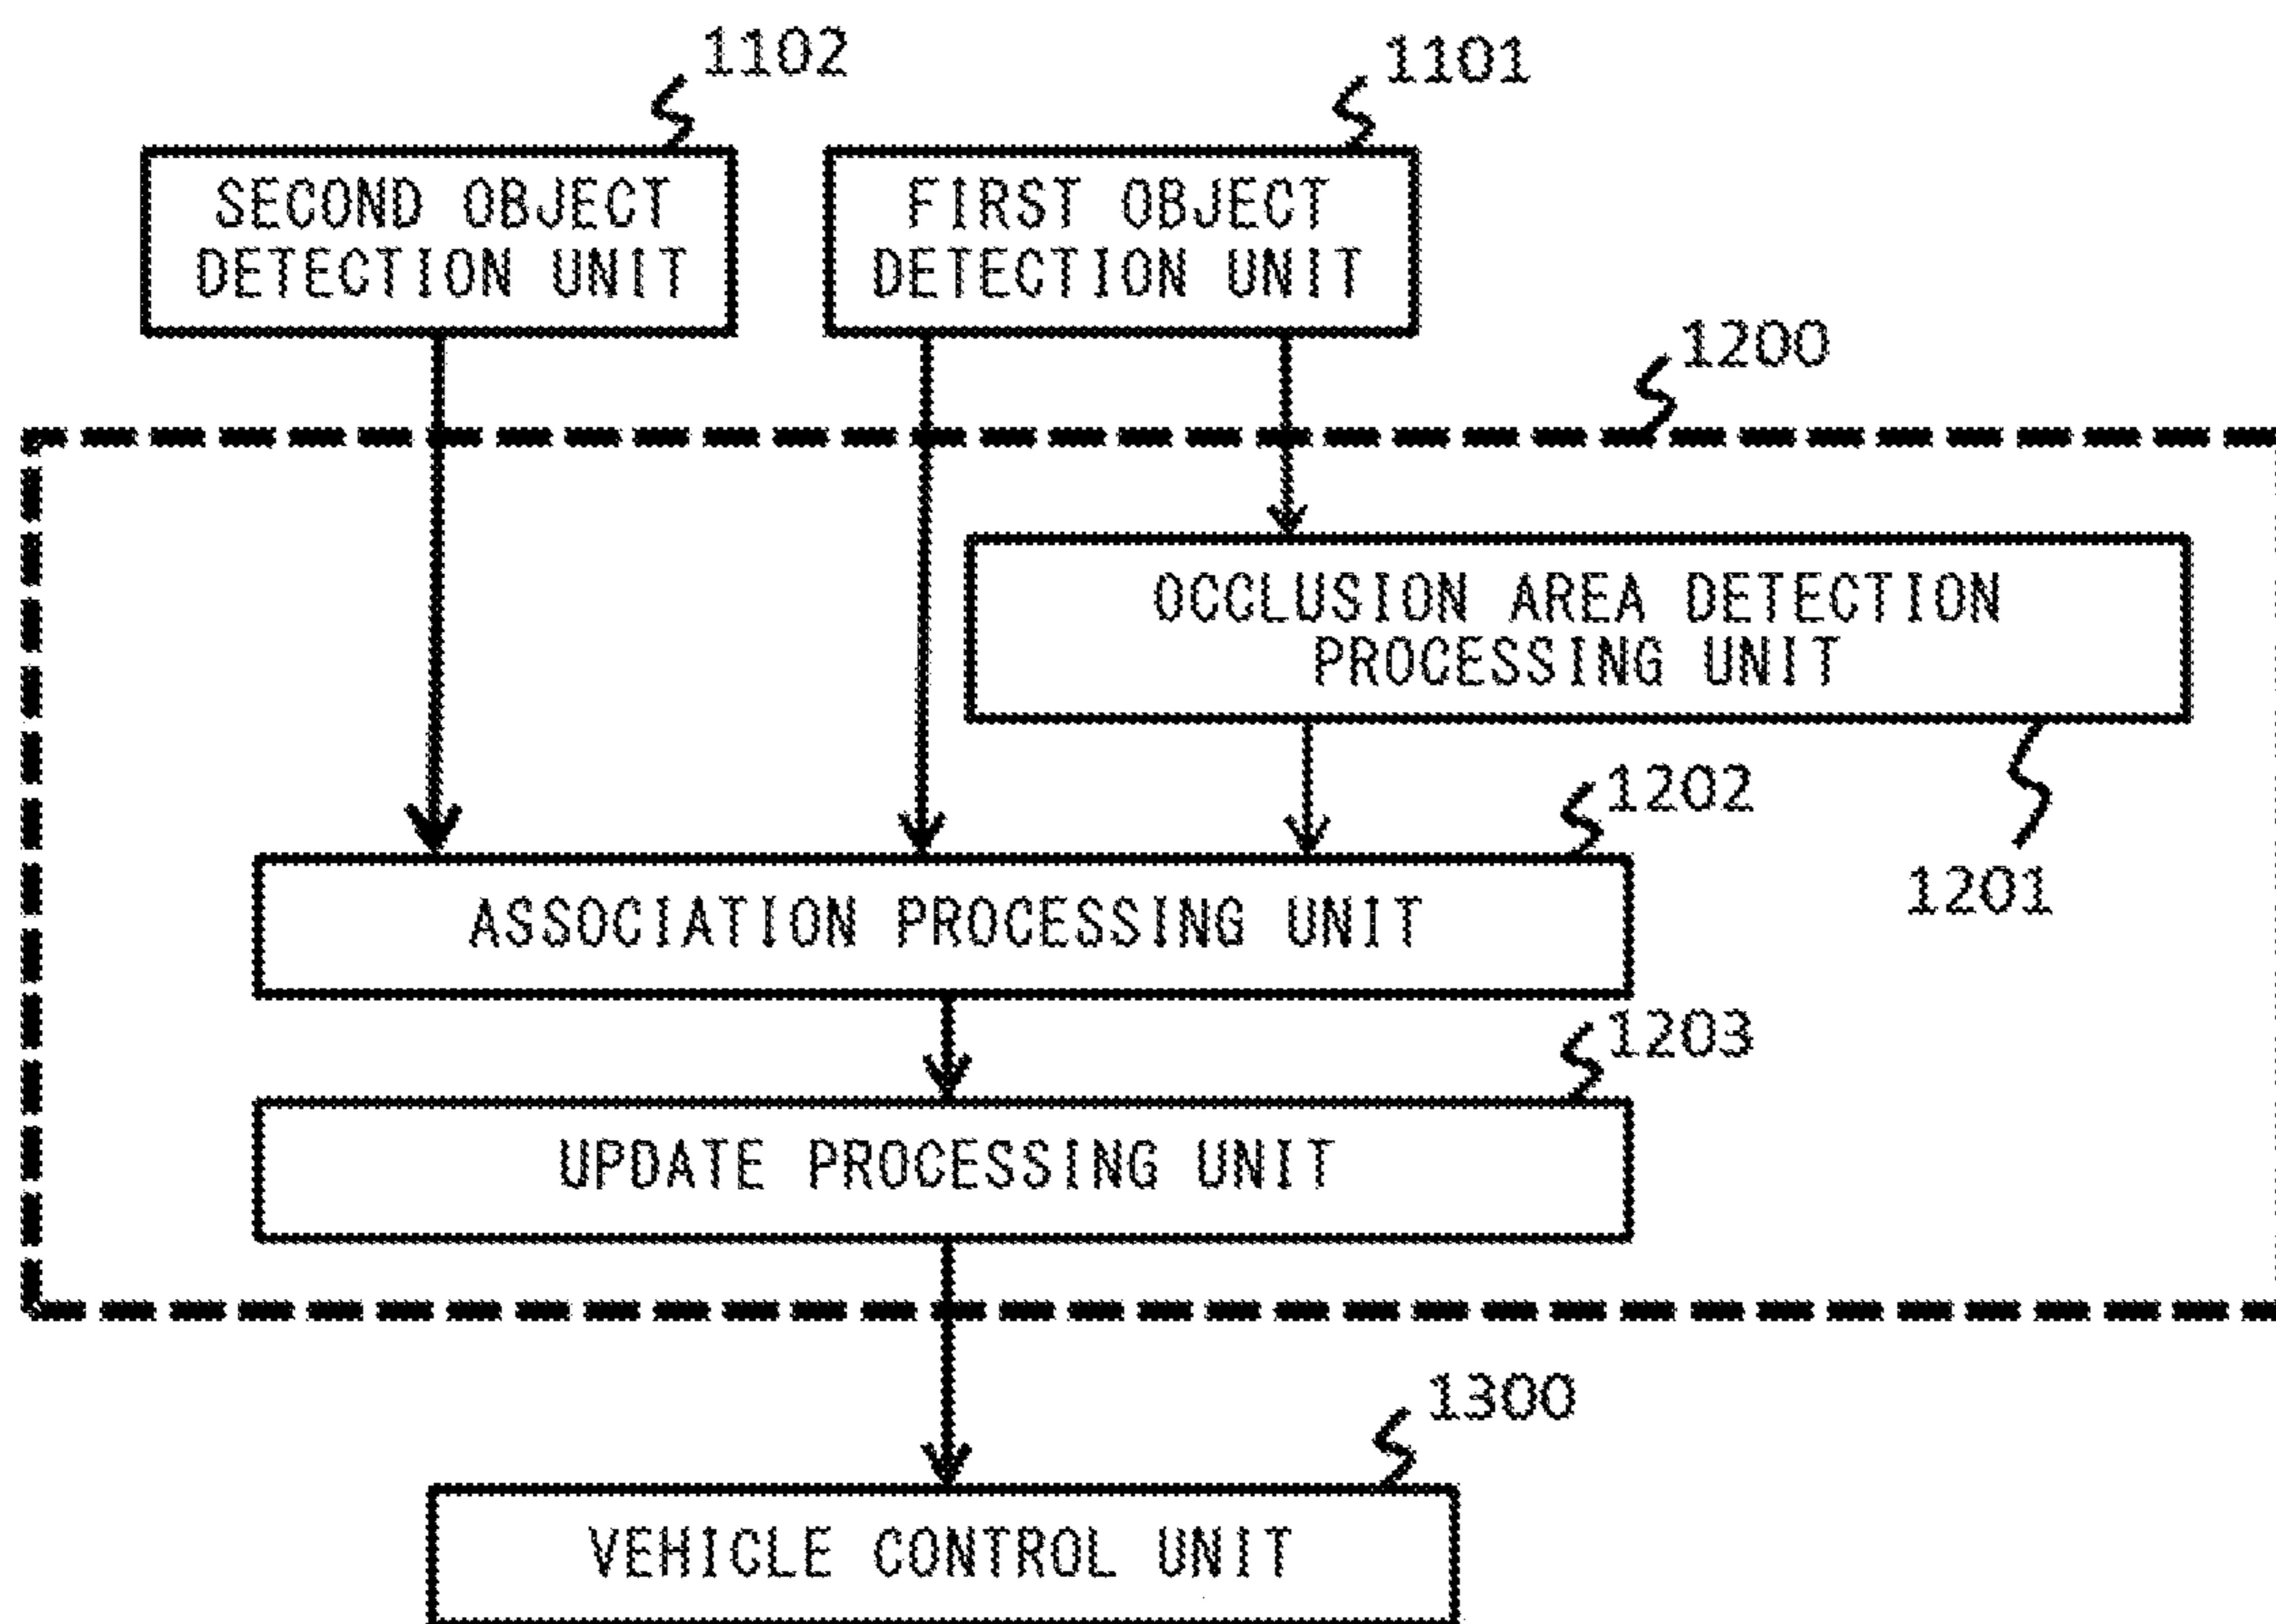 1102
1101
SECOND OBJECT
DETECTION UNIT
FIRST OBJECT
DETECTION UNIT
1200
OCCLUSION AREA DETECTION
PROCESSING UNIT
1202
1201
ASSOCIATION PROCESSING UNIT
1203
UPDATE PROCESSING UNIT
1300
VEHICLE CONTROL UNIT